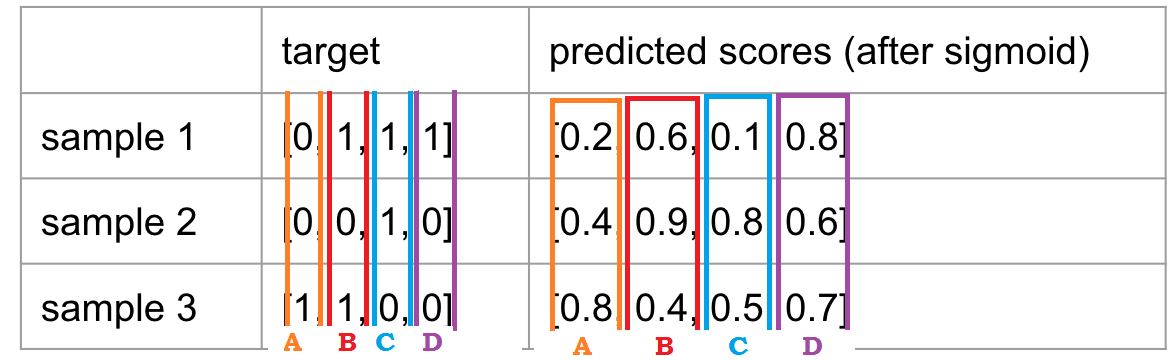 target predicted scores (after sigmoid)
sample 1 [0, 1, 1, 1] [0.2, 0.6, 0.1 0.8]
sample 2 [0, 0, 1, 0] [0.4, 0.9, 0.8 0.6]
sample 3 [1, 1, 0, 0] [0.8, 0.4, 0.5 0.7]
A B C D A B C D